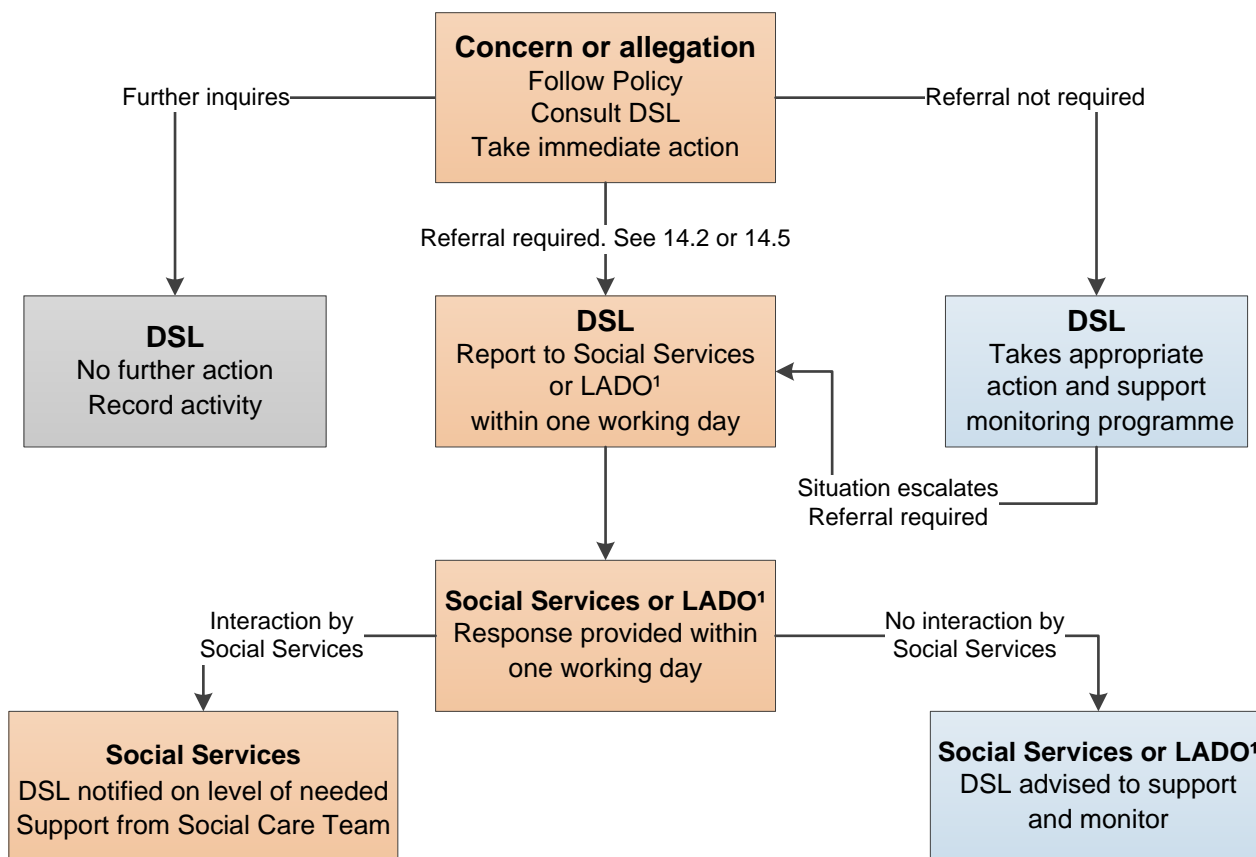 Concern or allegation
Follow Policy
Consult DSL
Take immediate action
Further inquires
Referral not required
Referral required. See 14.2 or 14.5
DSL
No further action
Record activity
DSL
Report to Social Services
or LADO¹
within one working day
DSL
Takes appropriate
action and support
monitoring programme
Situation escalates
Referral required
Social Services or LADO¹
Response provided within
one working day
Interaction by
Social Services
No interaction by
Social Services
Social Services
DSL notified on level of needed
Support from Social Care Team
Social Services or LADO¹
DSL advised to support
and monitor